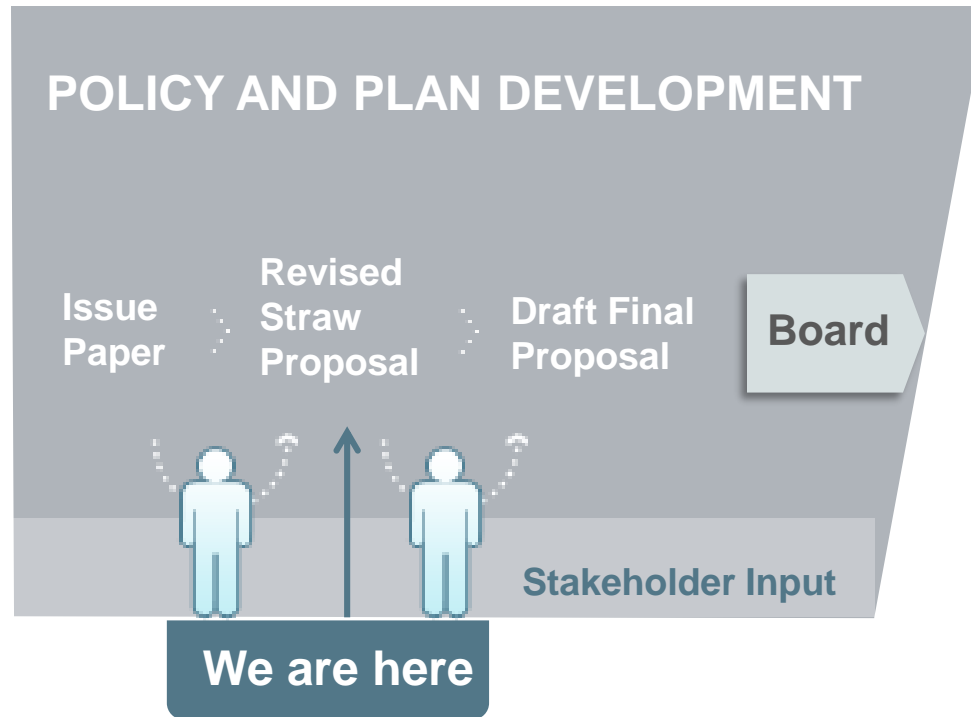 POLICY AND PLAN DEVELOPMENT
Issue
Paper
Revised
Straw
Proposal
Draft Final
Proposal
Board
Stakeholder Input
We are here